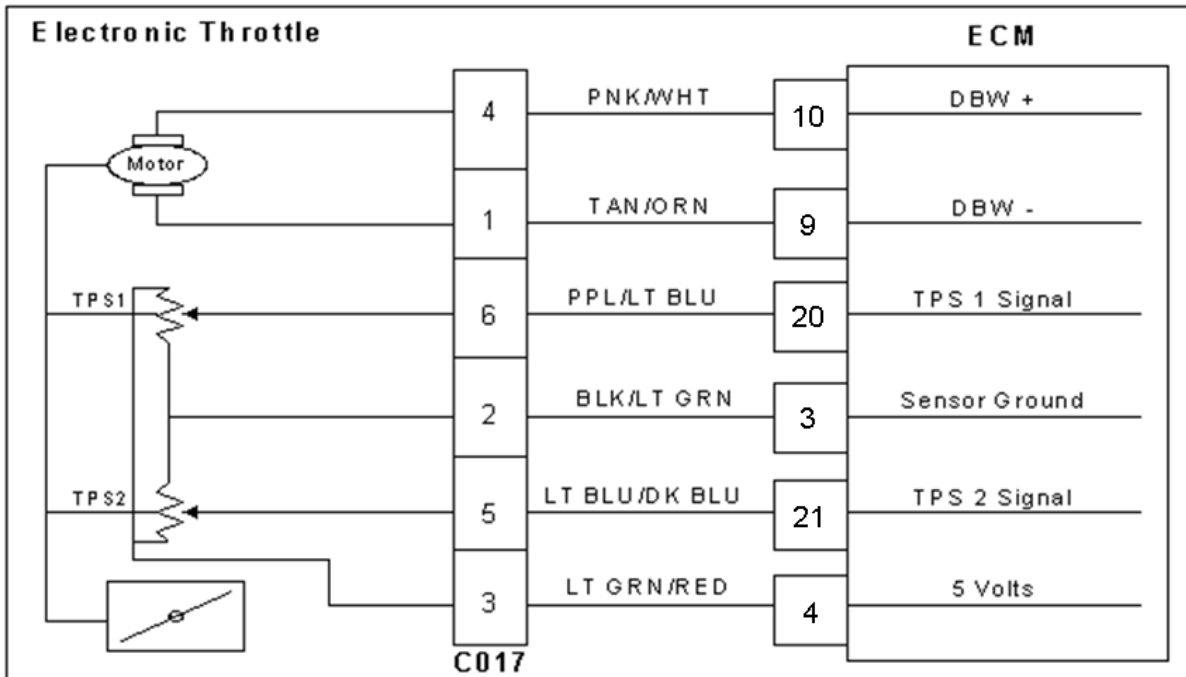 Electronic Throttle
ECM
4 PNK/WHT 10 DBW +
Motor
1 TAN/ORN 9 DBW -
TPS1 6 PPL/LT BLU 20 TPS 1 Signal
2 BLK/LT GRN 3 Sensor Ground
TPS2 5 LT BLU/DK BLU 21 TPS 2 Signal
3 LT GRN/RED 4 5 Volts
C017